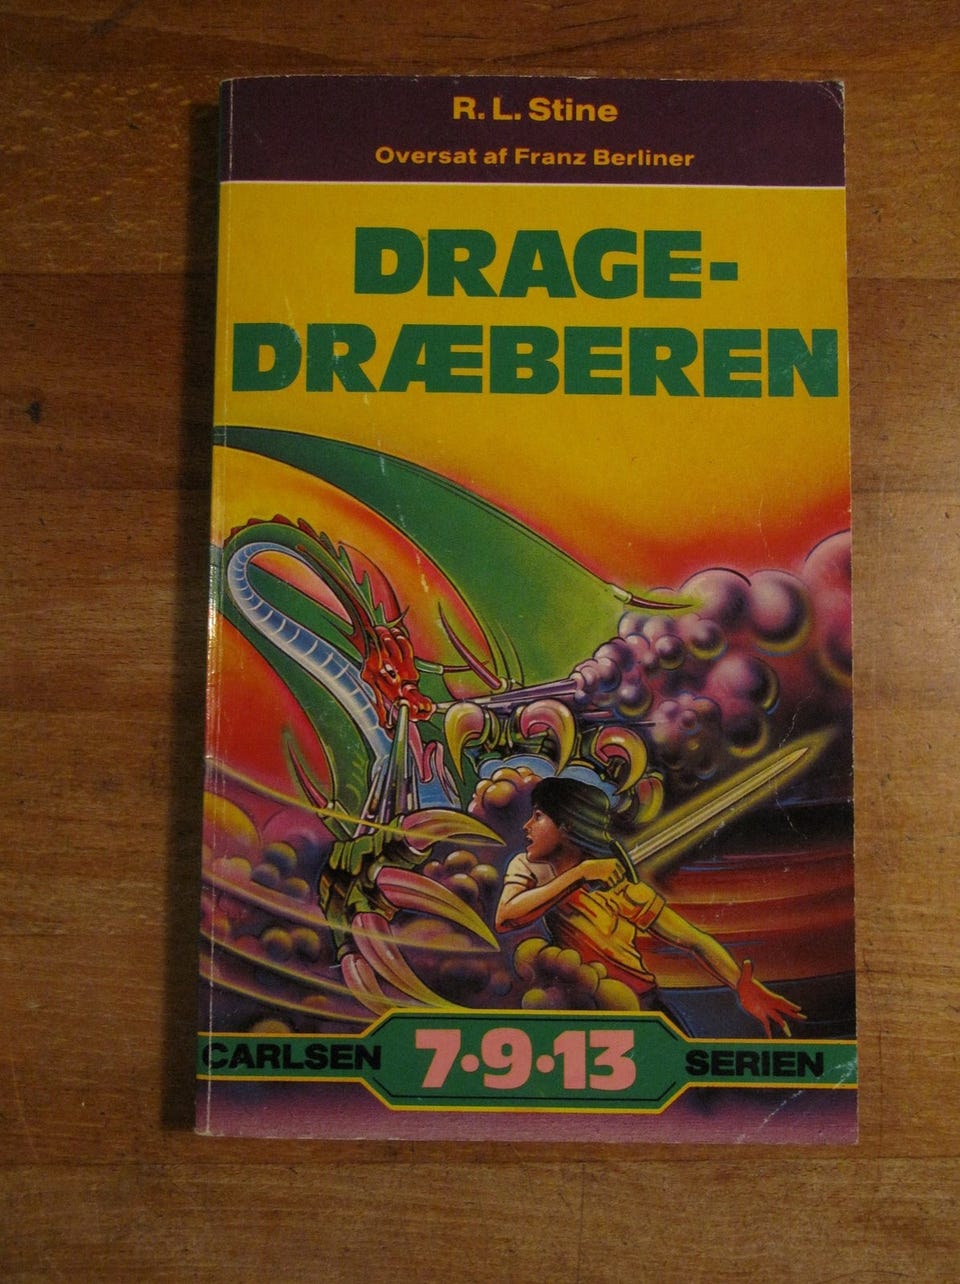 R. L. Stine
Oversat af Franz Berliner
DRAGE-
DRÆBEREN
CARLSEN 7•9•13 SERIEN